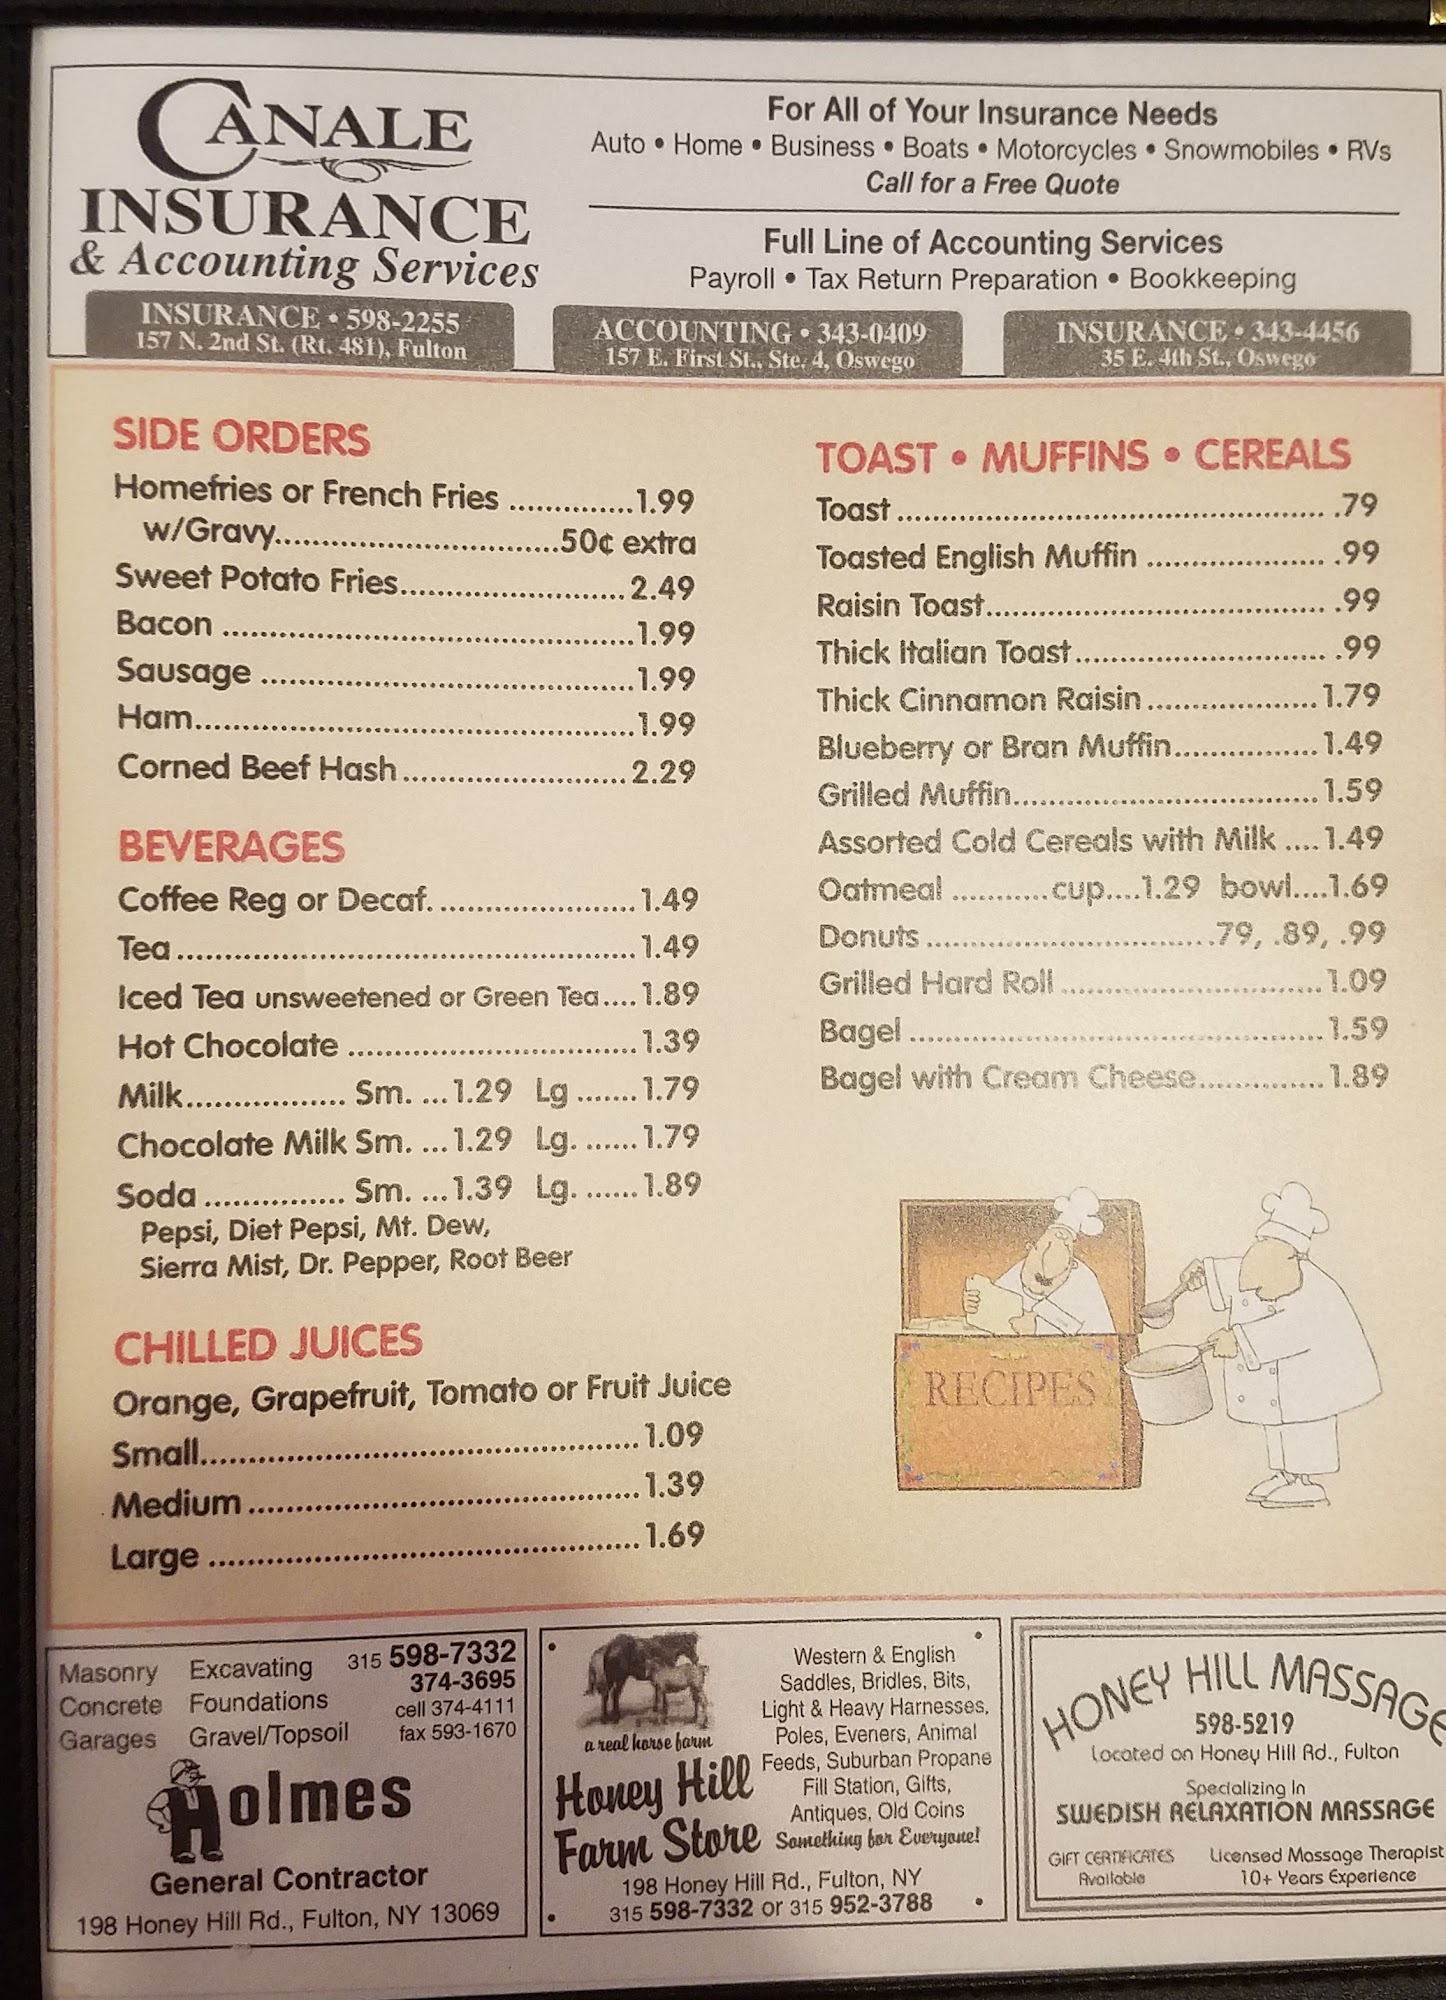 CANALE
INSURANCE
& Accounting Services
For All of Your Insurance Needs
Auto • Home • Business • Boats • Motorcycles • Snowmobiles • RVs
Call for a Free Quote
Full Line of Accounting Services
Payroll • Tax Return Preparation • Bookkeeping
INSURANCE • 598-2255
157 N. 2nd St. (Rt. 481), Fulton
ACCOUNTING • 343-0409
157 E. First St., Ste. 4, Oswego
INSURANCE • 343-4456
35 E. 4th St., Oswego
SIDE ORDERS
Homefries or French Fries ..............1.99
w/Gravy................................50¢ extra
Sweet Potato Fries.........................2.49
Bacon .............................................1.99
Sausage .........................................1.99
Ham................................................1.99
Corned Beef Hash.........................2.29
BEVERAGES
Coffee Reg or Decaf. ......................1.49
Tea..................................................1.49
Iced Tea unsweetened or Green Tea....1.89
Hot Chocolate ................................1.39
Milk.................. Sm. ...1.29 Lg .......1.79
Chocolate Milk Sm. ...1.29 Lg. ......1.79
Soda ................ Sm. ...1.39 Lg. .......1.89
Pepsi, Diet Pepsi, Mt. Dew,
Sierra Mist, Dr. Pepper, Root Beer
CHILLED JUICES
Orange, Grapefruit, Tomato or Fruit Juice
Small................................................1.09
Medium...........................................1.39
Large ...............................................1.69
TOAST • MUFFINS • CEREALS
Toast ................................................ .79
Toasted English Muffin .................... .99
Raisin Toast...................................... .99
Thick Italian Toast............................ .99
Thick Cinnamon Raisin...................1.79
Blueberry or Bran Muffin................1.49
Grilled Muffin..................................1.59
Assorted Cold Cereals with Milk ....1.49
Oatmeal ...........cup....1.29 bowl....1.69
Donuts ................................79, .89, .99
Grilled Hard Roll .............................1.09
Bagel ..............................................1.59
Bagel with Cream Cheese..............1.89
RECIPES
Masonry Excavating 315 598-7332
374-3695
Concrete Foundations cell 374-4111
Garages Gravel/Topsoil fax 593-1670
Holmes
General Contractor
198 Honey Hill Rd., Fulton, NY 13069
a real horse farm
Honey Hill
Farm Store
Western & English
Saddles, Bridles, Bits,
Light & Heavy Harnesses,
Poles, Eveners, Animal
Feeds, Suburban Propane
Fill Station, Gifts,
Antiques, Old Coins
Something for Everyone!
198 Honey Hill Rd., Fulton, NY
315 598-7332 or 315 952-3788
HONEY HILL MASSAGE
598-5219
Located on Honey Hill Rd., Fulton
Specializing In
SWEDISH RELAXATION MASSAGE
GIFT CERTIFICATES
Available
Licensed Massage Therapist
10+ Years Experience